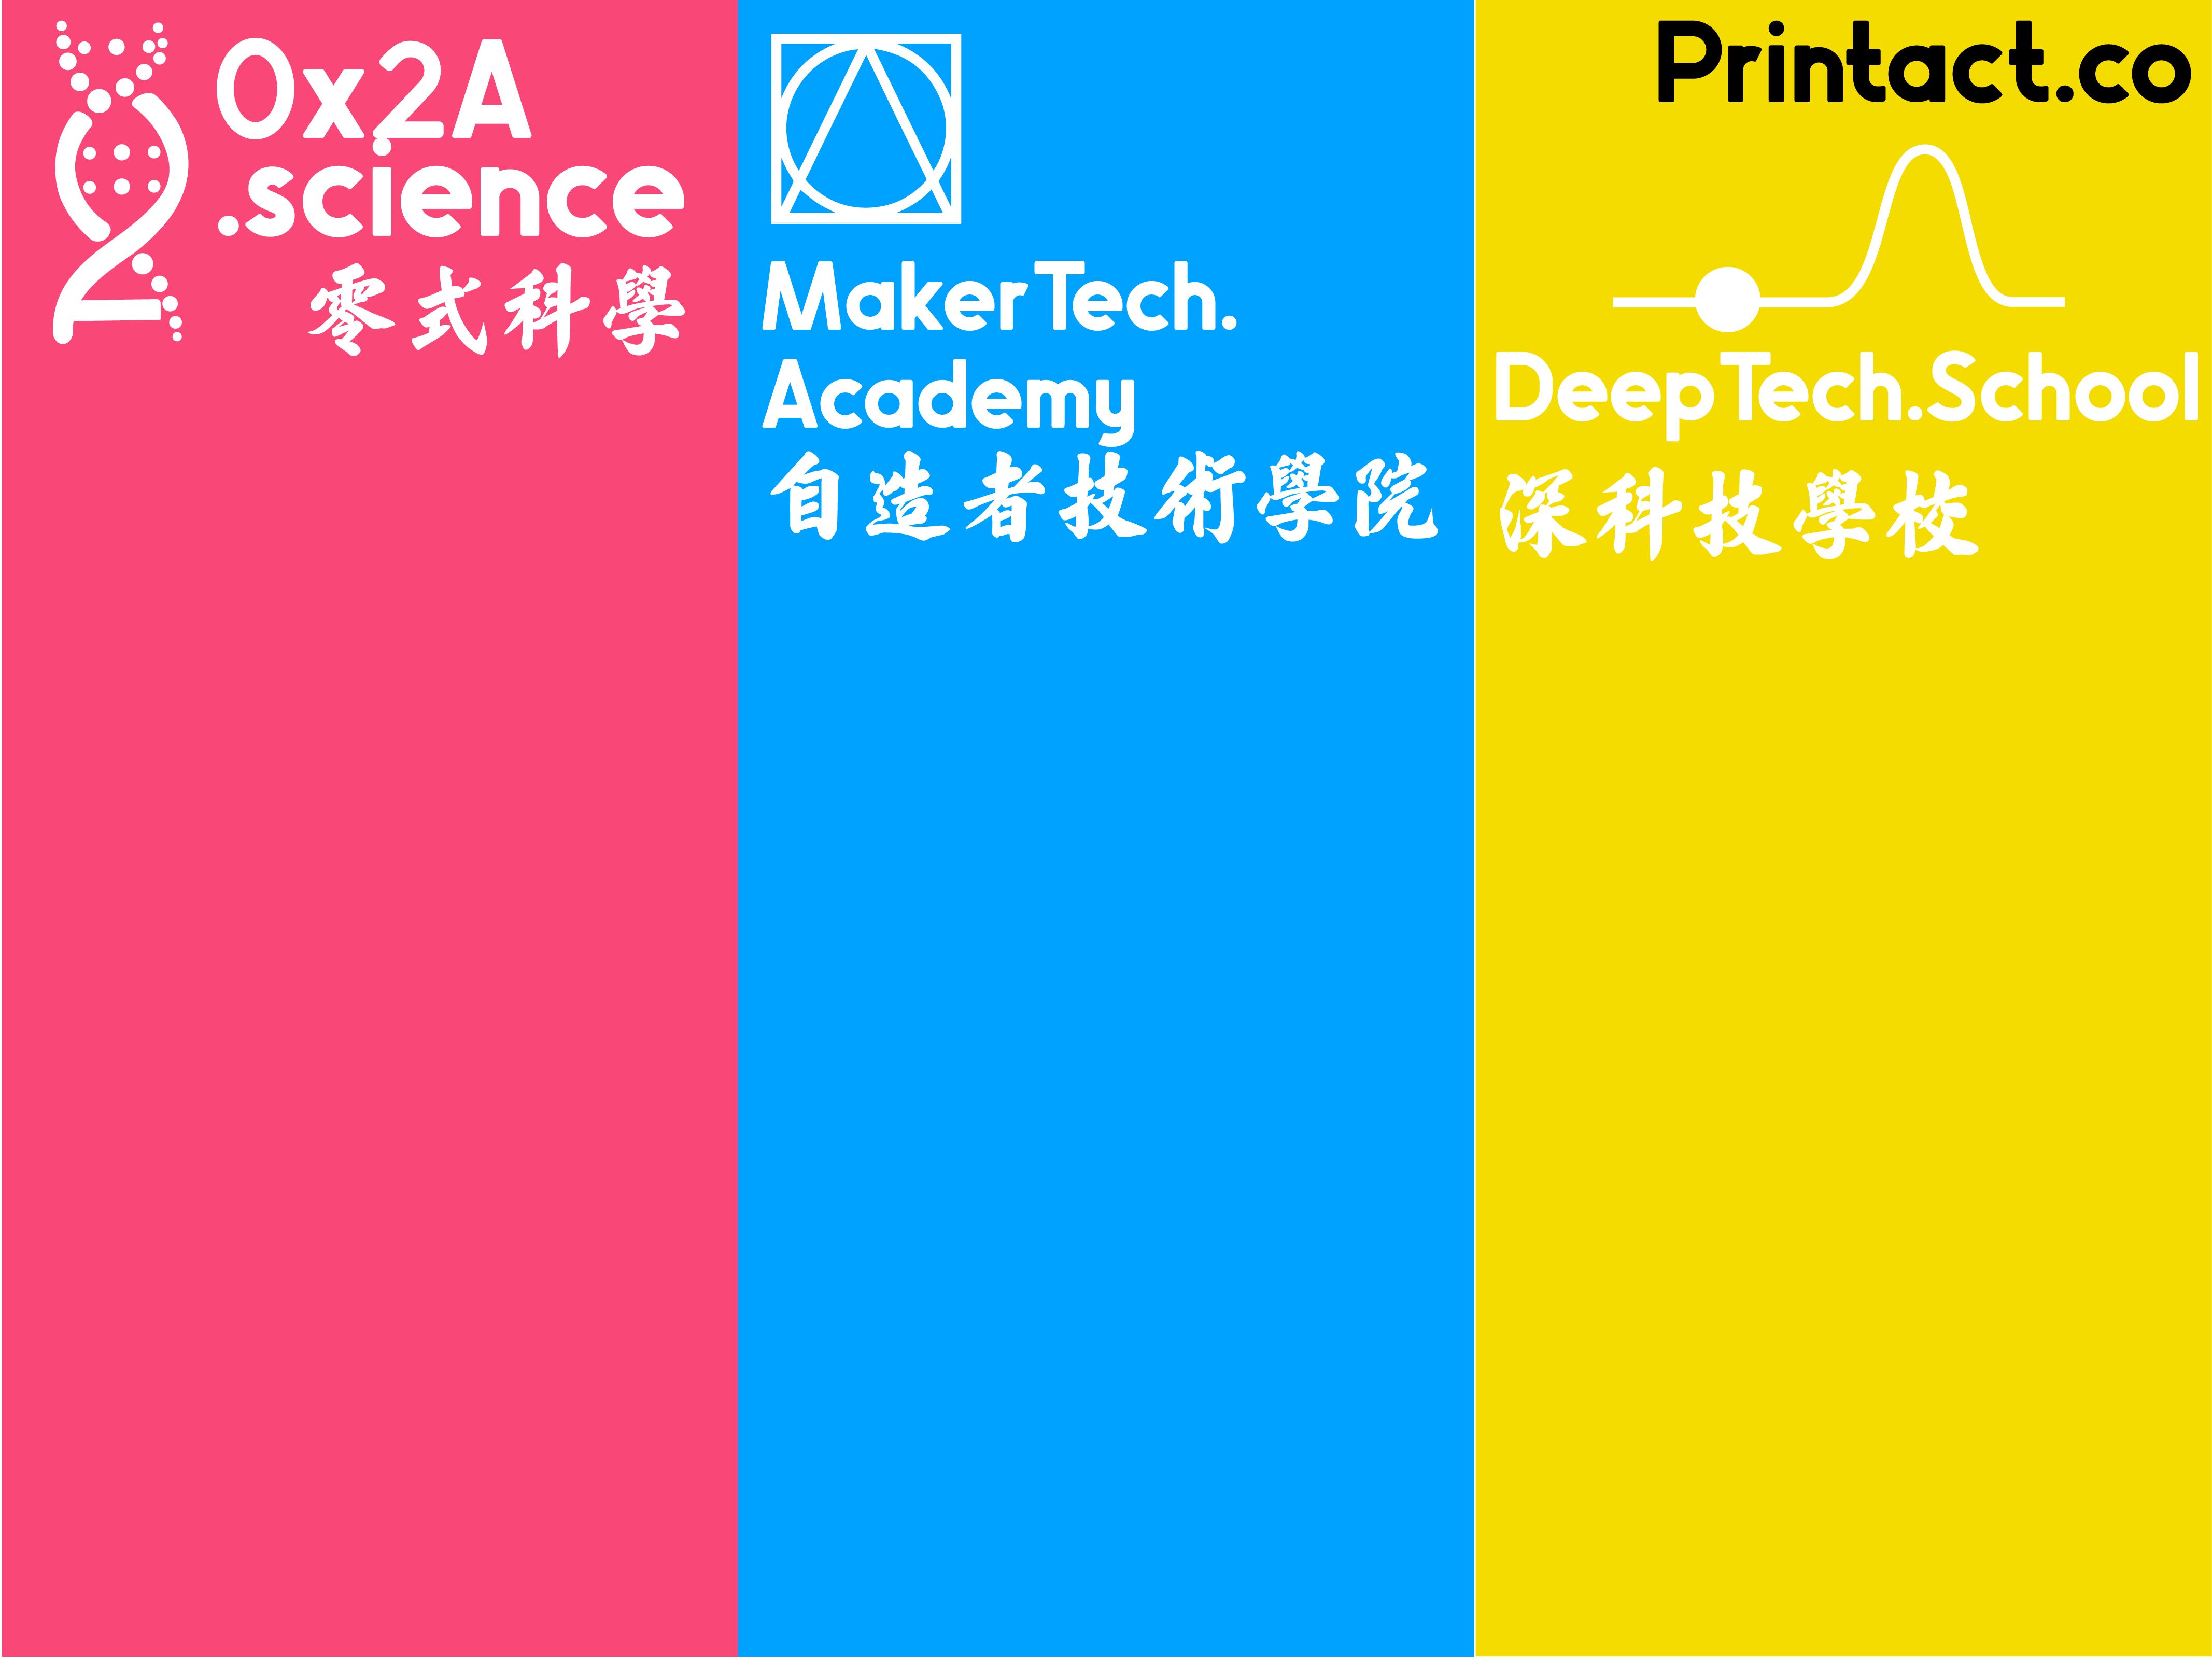 0x2A
.science
零式科學
MakerTech.
Academy
自造者技術學院
Printact.co
DeepTech.School
深科技學校